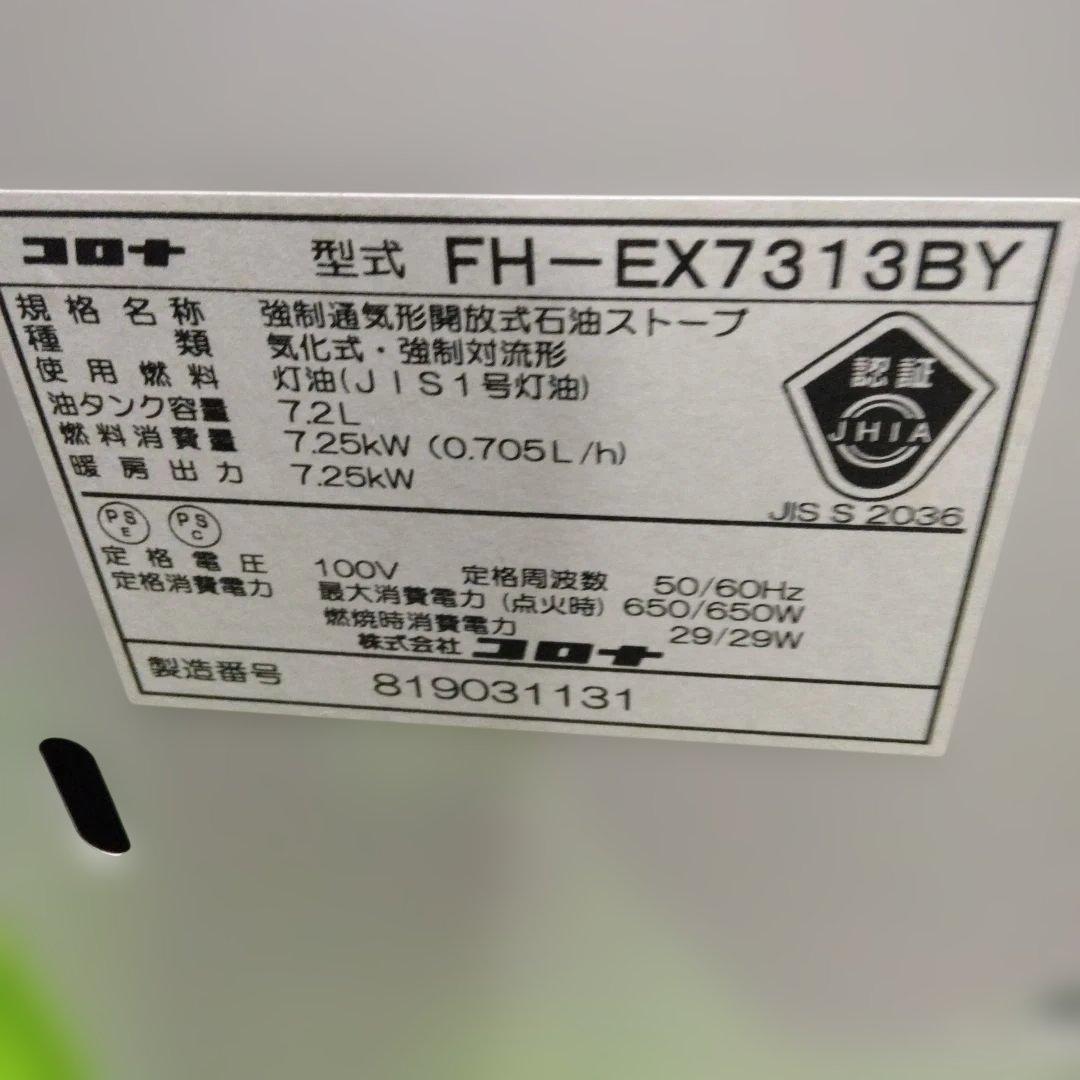 コロナ 型式 FH-EX7313BY
規格名称 強制通気形開放式石油ストーブ
種類 気化式・強制対流形
使用燃料 灯油(JIS1号灯油)
油タンク容量 7.2L
燃料消費量 7.25kW (0.705L/h)
暖房出力 7.25kW
認証
JHIA
JIS S 2036
PS E PS C
定格電圧 100V 定格周波数 50/60Hz
定格消費電力 最大消費電力 (点火時) 650/650W
燃焼時消費電力 29/29W
株式会社 コロナ
製造番号 819031131